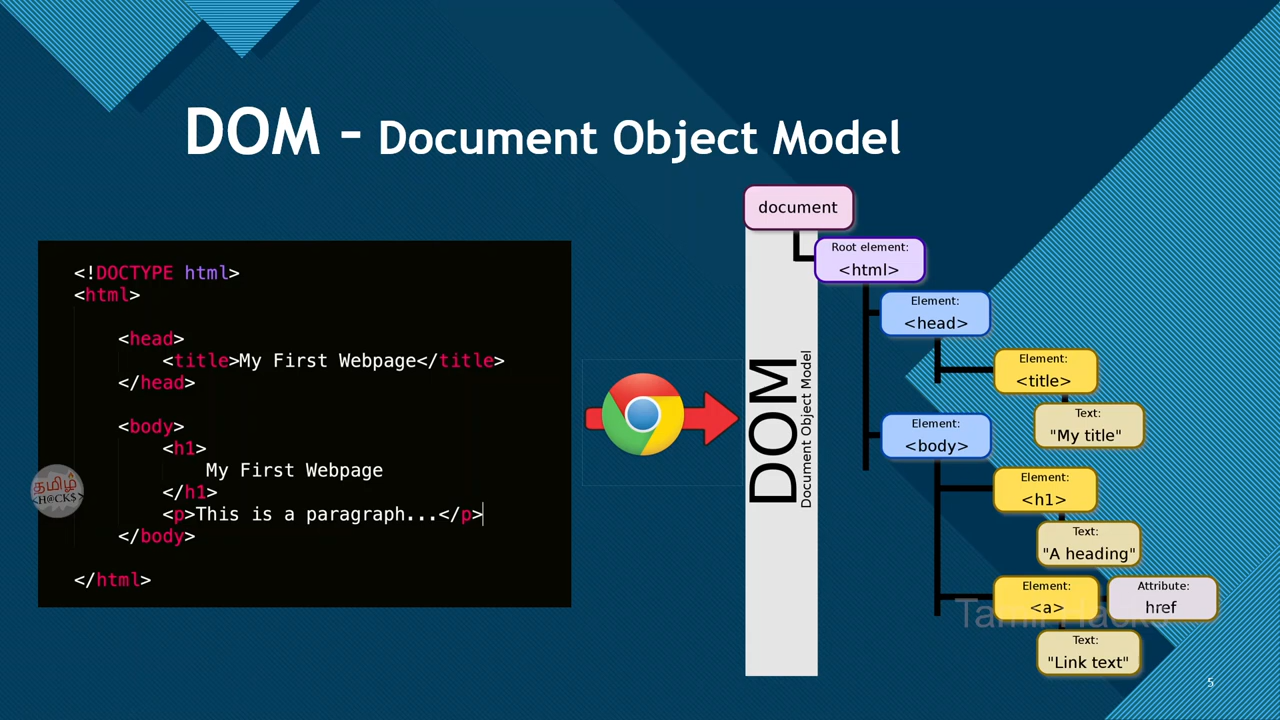 DOM – Document Object Model
<!DOCTYPE html>
<html>
<head>
<title>My First Webpage</title>
</head>
<body>
<h1>
My First Webpage
</h1>
<p>This is a paragraph...</p>
</body>
</html>
தமிழ்
<H@CK$>
DOM
Document Object Model
document
Root element:
<html>
Element:
<head>
Element:
<title>
Text:
"My title"
Element:
<body>
Element:
<h1>
Text:
"A heading"
Element:
<a>
Attribute:
href
Text:
"Link text"
Tamil Hacks
5